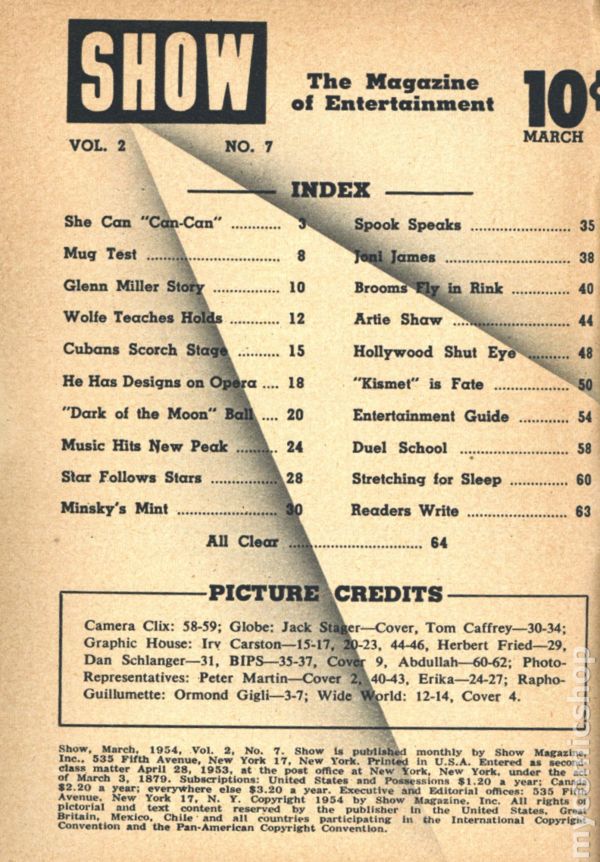 SHOW
The Magazine
of Entertainment
10¢
MARCH
VOL. 2 NO. 7
INDEX
She Can "Can-Can" ........... 3
Mug Test ....................... 8
Glenn Miller Story ........... 10
Wolfe Teaches Holds ........... 12
Cubans Scorch Stage ........... 15
He Has Designs on Opera .... 18
"Dark of the Moon" Ball .... 20
Music Hits New Peak ........... 24
Star Follows Stars ........... 28
Minsky's Mint ................... 30
Spook Speaks ..................... 35
Joni James ......................... 38
Brooms Fly in Rink ............. 40
Artie Shaw ......................... 44
Hollywood Shut Eye ......... 48
"Kismet" is Fate ................. 50
Entertainment Guide ......... 54
Duel School ....................... 58
Stretching for Sleep ........... 60
Readers Write ................... 63
All Clear ........................... 64
PICTURE CREDITS
Camera Clix: 58-59; Globe: Jack Stager—Cover, Tom Caffrey—30-34;
Graphic House: Irv Carston—15-17, 20-23, 44-46, Herbert Fried—29,
Dan Schlanger—31, BIPS—35-37, Cover 9, Abdullah—60-62; Photo-
Representatives: Peter Martin—Cover 2, 40-43, Erika—24-27; Rapho-
Guillumette: Ormond Gigli—3-7; Wide World: 12-14, Cover 4.
Show, March, 1954, Vol. 2, No. 7. Show is published monthly by Show Magazine
Inc., 535 Fifth Avenue, New York 17, New York. Printed in U.S.A. Entered as second
class matter April 28, 1953, at the post office at New York, New York, under the act
of March 3, 1879. Subscriptions: United States and Possessions $1.20 a year; Canada
$2.20 a year; everywhere else $3.20 a year. Executive and Editorial offices: 535 Fifth
Avenue, New York 17, N. Y. Copyright 1954 by Show Magazine, Inc. All rights of
pictorial and text content reserved by the publisher in the United States, Great
Britain, Mexico, Chile and all countries participating in the International Copyright
Convention and the Pan-American Copyright Convention.
mycomicshop